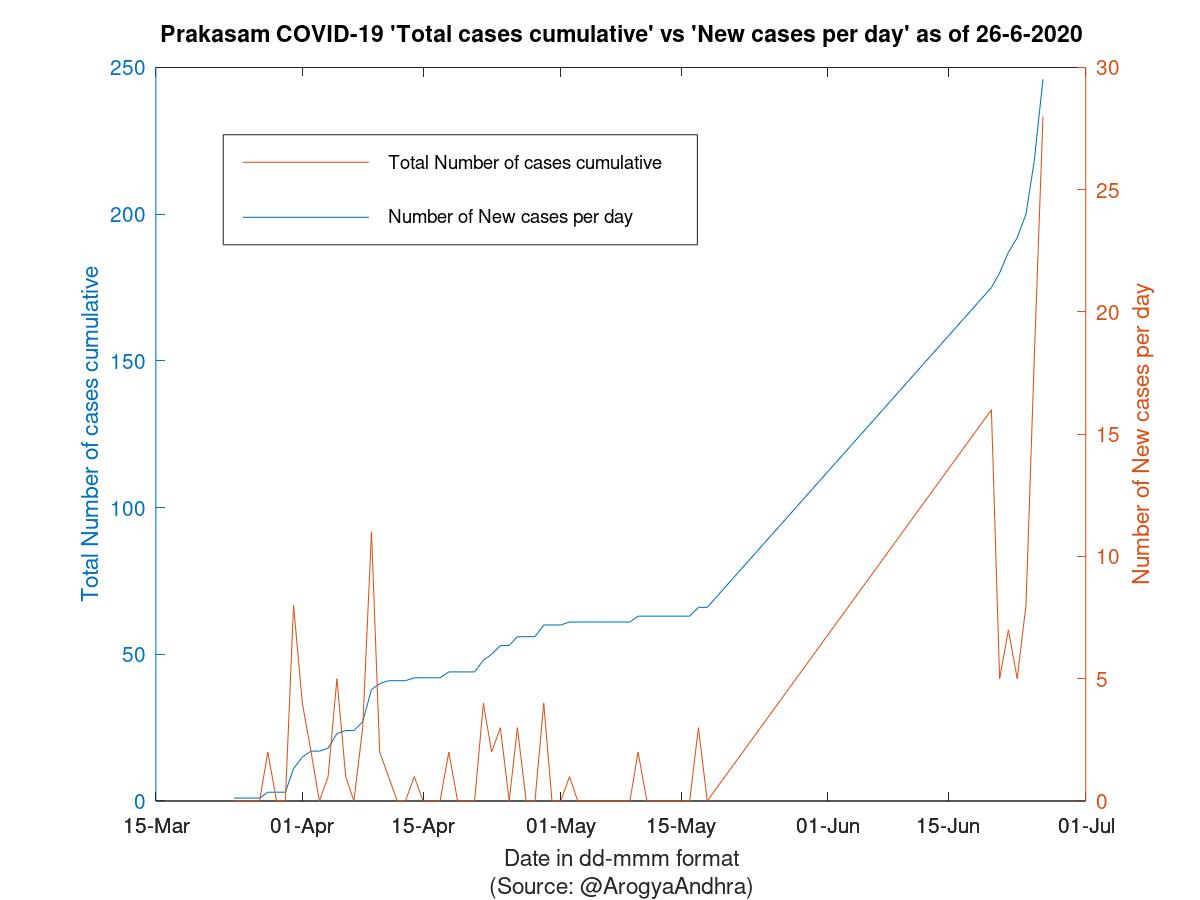 Prakasam COVID-19 'Total cases cumulative' vs 'New cases per day' as of 26-6-2020
250
200
150
100
50
0
Total Number of cases cumulative
Total Number of cases cumulative
Number of New cases per day
30
25
20
15
10
5
0
Number of New cases per day
15-Mar 01-Apr 15-Apr 01-May 15-May 01-Jun 15-Jun 01-Jul
Date in dd-mmm format
(Source: @ArogyaAndhra)